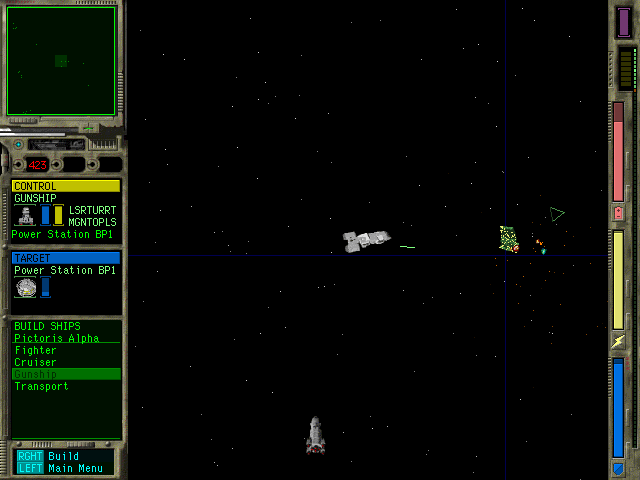 423
CONTROL
GUNSHIP
LSRTURRT
MGNTOPLS
Power Station BP1
TARGET
Power Station BP1
BUILD SHIPS
Pictoris Alpha
Fighter
Cruiser
Gunship
Transport
RGHT Build
LEFT Main Menu